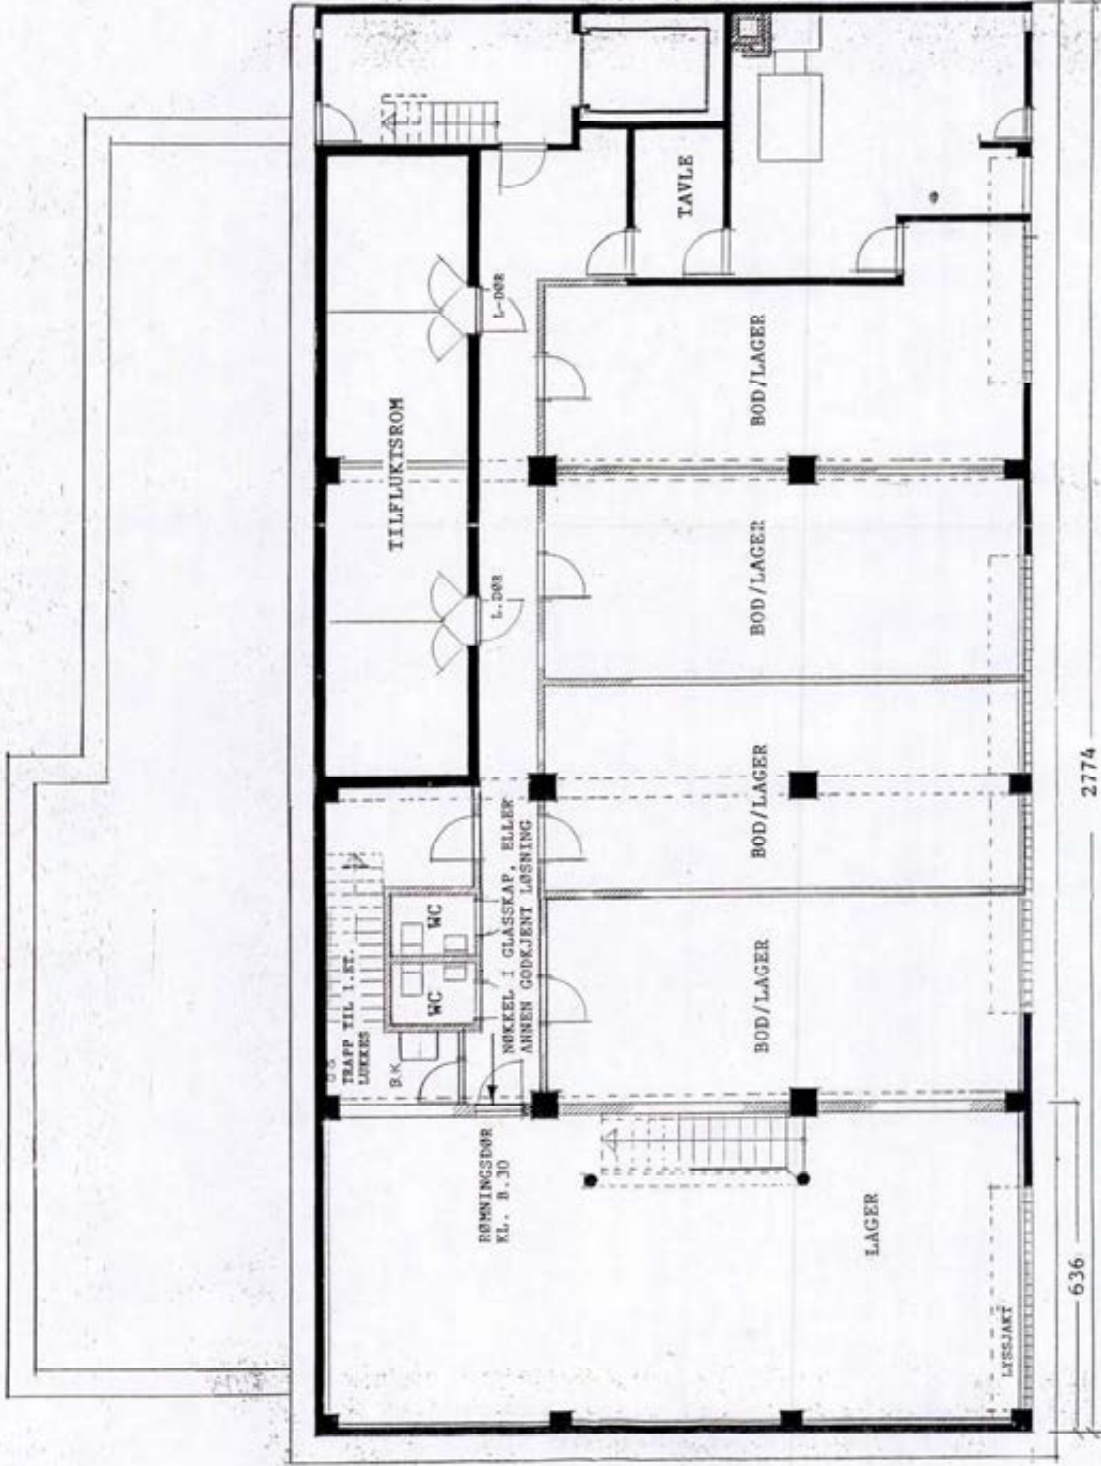 TAVLE
L-DØR
TILFLUKTSROM
BOD/LAGER
L.DØR
BOD/LAGER
BOD/LAGER
NØKKEL I GLASSKAP, ELLER
ANNEN GODKJENT LØSNING
WC
WC
TRAPP TIL 1.ET.
LUKKES
B.K
BOD/LAGER
RØMNINGSDØR
KL. B.30
LAGER
LYSSJAKT
2774
636